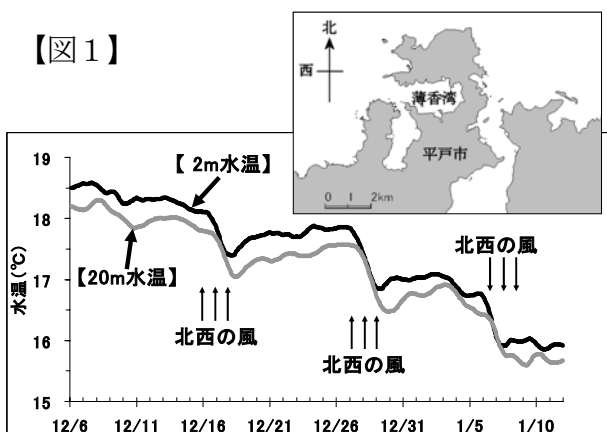 【図１】
北
西
薄香湾
平戸市
0 1 2km
19
18
17
16
15
水温(℃)
【 2m水温】
【20m水温】
北西の風
北西の風
北西の風
12/6 12/11 12/16 12/21 12/26 12/31 1/5 1/10